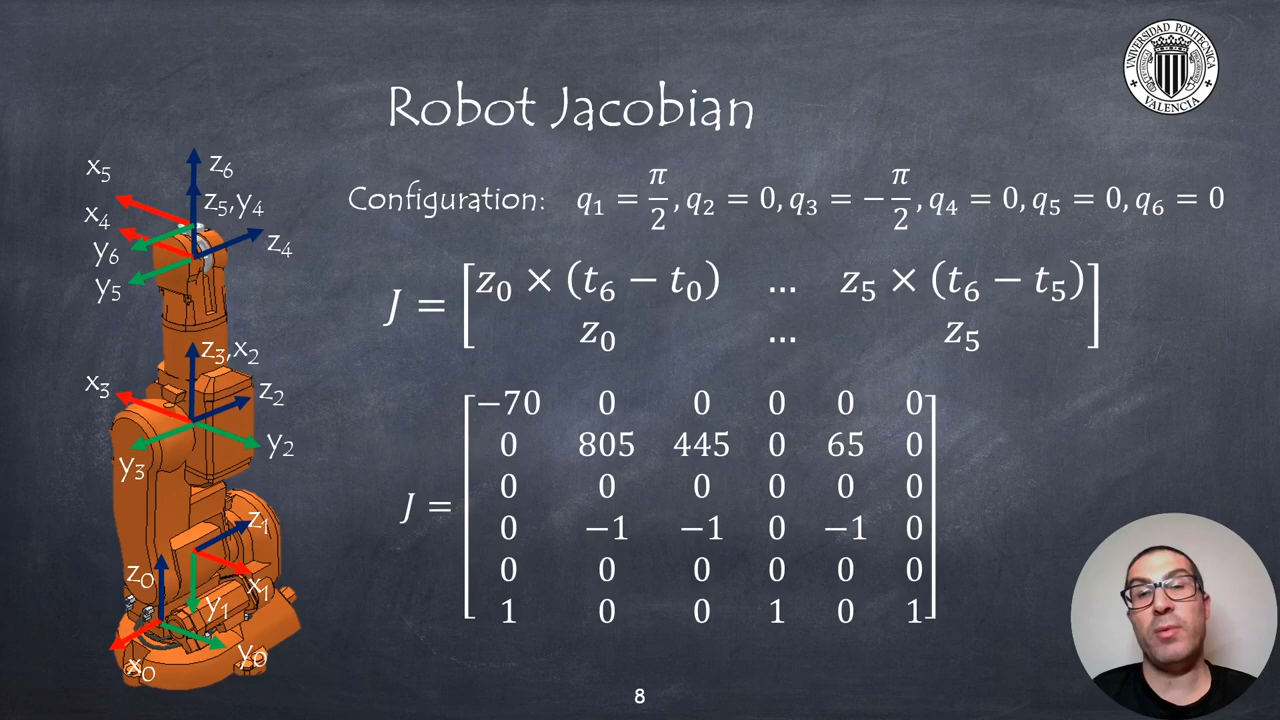 UNIVERSIDAD POLITECNICA
VALENCIA
Robot Jacobian
Configuration: q₁ = π/2, q₂ = 0, q₃ = −π/2, q₄ = 0, q₅ = 0, q₆ = 0
J = [z₀ × (t₆ − t₀) … z₅ × (t₆ − t₅)
z₀ … z₅]
J =
−70 0 0 0 0 0
0 805 445 0 65 0
0 0 0 0 0 0
0 −1 −1 0 −1 0
0 0 0 0 0 0
1 0 0 1 0 1
z₆
x₅
z₅,y₄
x₄
z₄
y₆
y₅
z₃,x₂
x₃
z₂
y₂
y₃
z₁
z₀
x₁
y₁
y₀
x₀
8